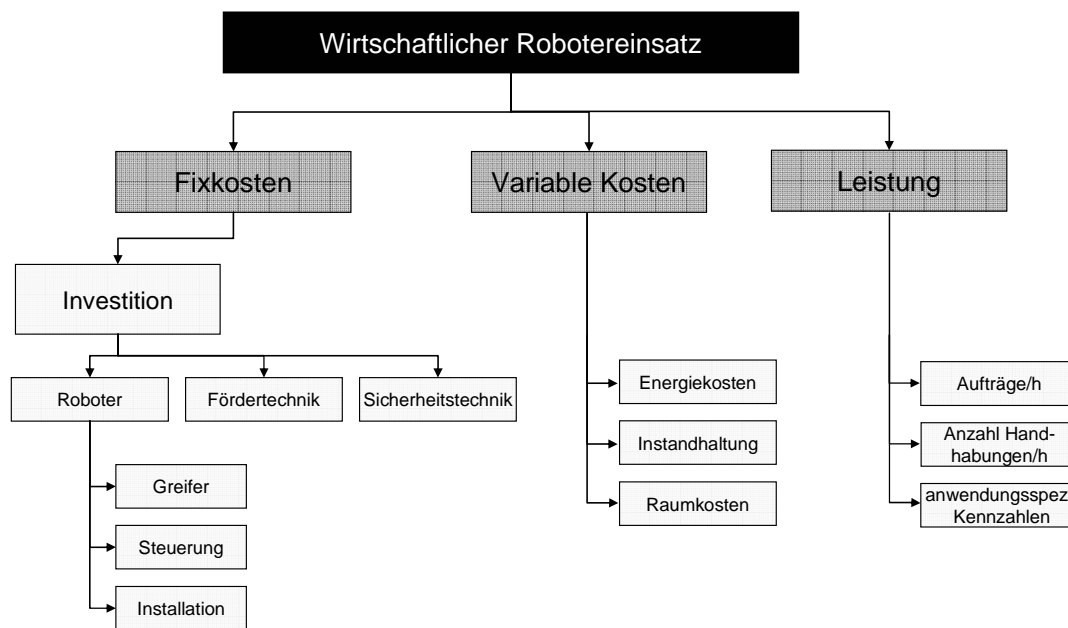 Wirtschaftlicher Robotereinsatz
Fixkosten
Variable Kosten
Leistung
Investition
Roboter
Fördertechnik
Sicherheitstechnik
Energiekosten
Aufträge/h
Instandhaltung
Anzahl Hand-
habungen/h
Raumkosten
anwendungsspez
Kennzahlen
Greifer
Steuerung
Installation